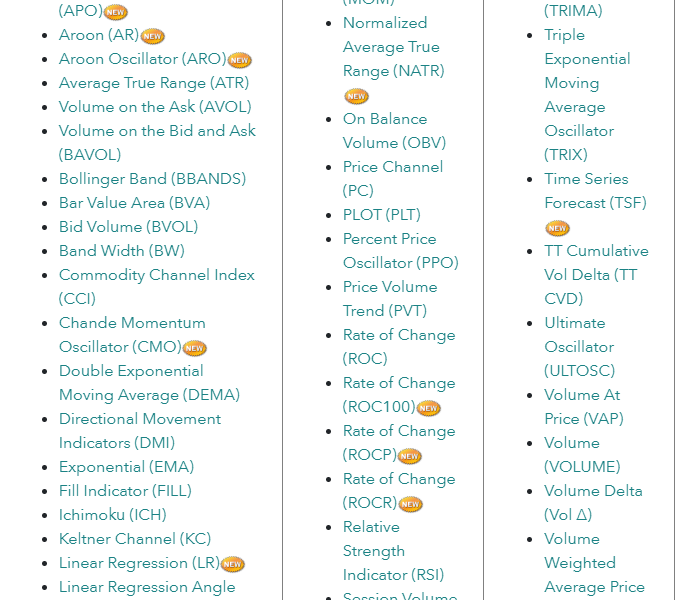 (APO) NEW
Aroon (AR) NEW
Aroon Oscillator (ARO) NEW
Average True Range (ATR)
Volume on the Ask (AVOL)
Volume on the Bid and Ask
(BAVOL)
Bollinger Band (BBANDS)
Bar Value Area (BVA)
Bid Volume (BVOL)
Band Width (BW)
Commodity Channel Index
(CCI)
Chande Momentum
Oscillator (CMO) NEW
Double Exponential
Moving Average (DEMA)
Directional Movement
Indicators (DMI)
Exponential (EMA)
Fill Indicator (FILL)
Ichimoku (ICH)
Keltner Channel (KC)
Linear Regression (LR) NEW
Linear Regression Angle
(MOM)
Normalized
Average True
Range (NATR)
NEW
On Balance
Volume (OBV)
Price Channel
(PC)
PLOT (PLT)
Percent Price
Oscillator (PPO)
Price Volume
Trend (PVT)
Rate of Change
(ROC)
Rate of Change
(ROC100) NEW
Rate of Change
(ROCP) NEW
Rate of Change
(ROCR) NEW
Relative
Strength
Indicator (RSI)
Session Volume
(TRIMA)
Triple
Exponential
Moving
Average
Oscillator
(TRIX)
Time Series
Forecast (TSF)
NEW
TT Cumulative
Vol Delta (TT
CVD)
Ultimate
Oscillator
(ULTOSC)
Volume At
Price (VAP)
Volume
(VOLUME)
Volume Delta
(Vol Δ)
Volume
Weighted
Average Price